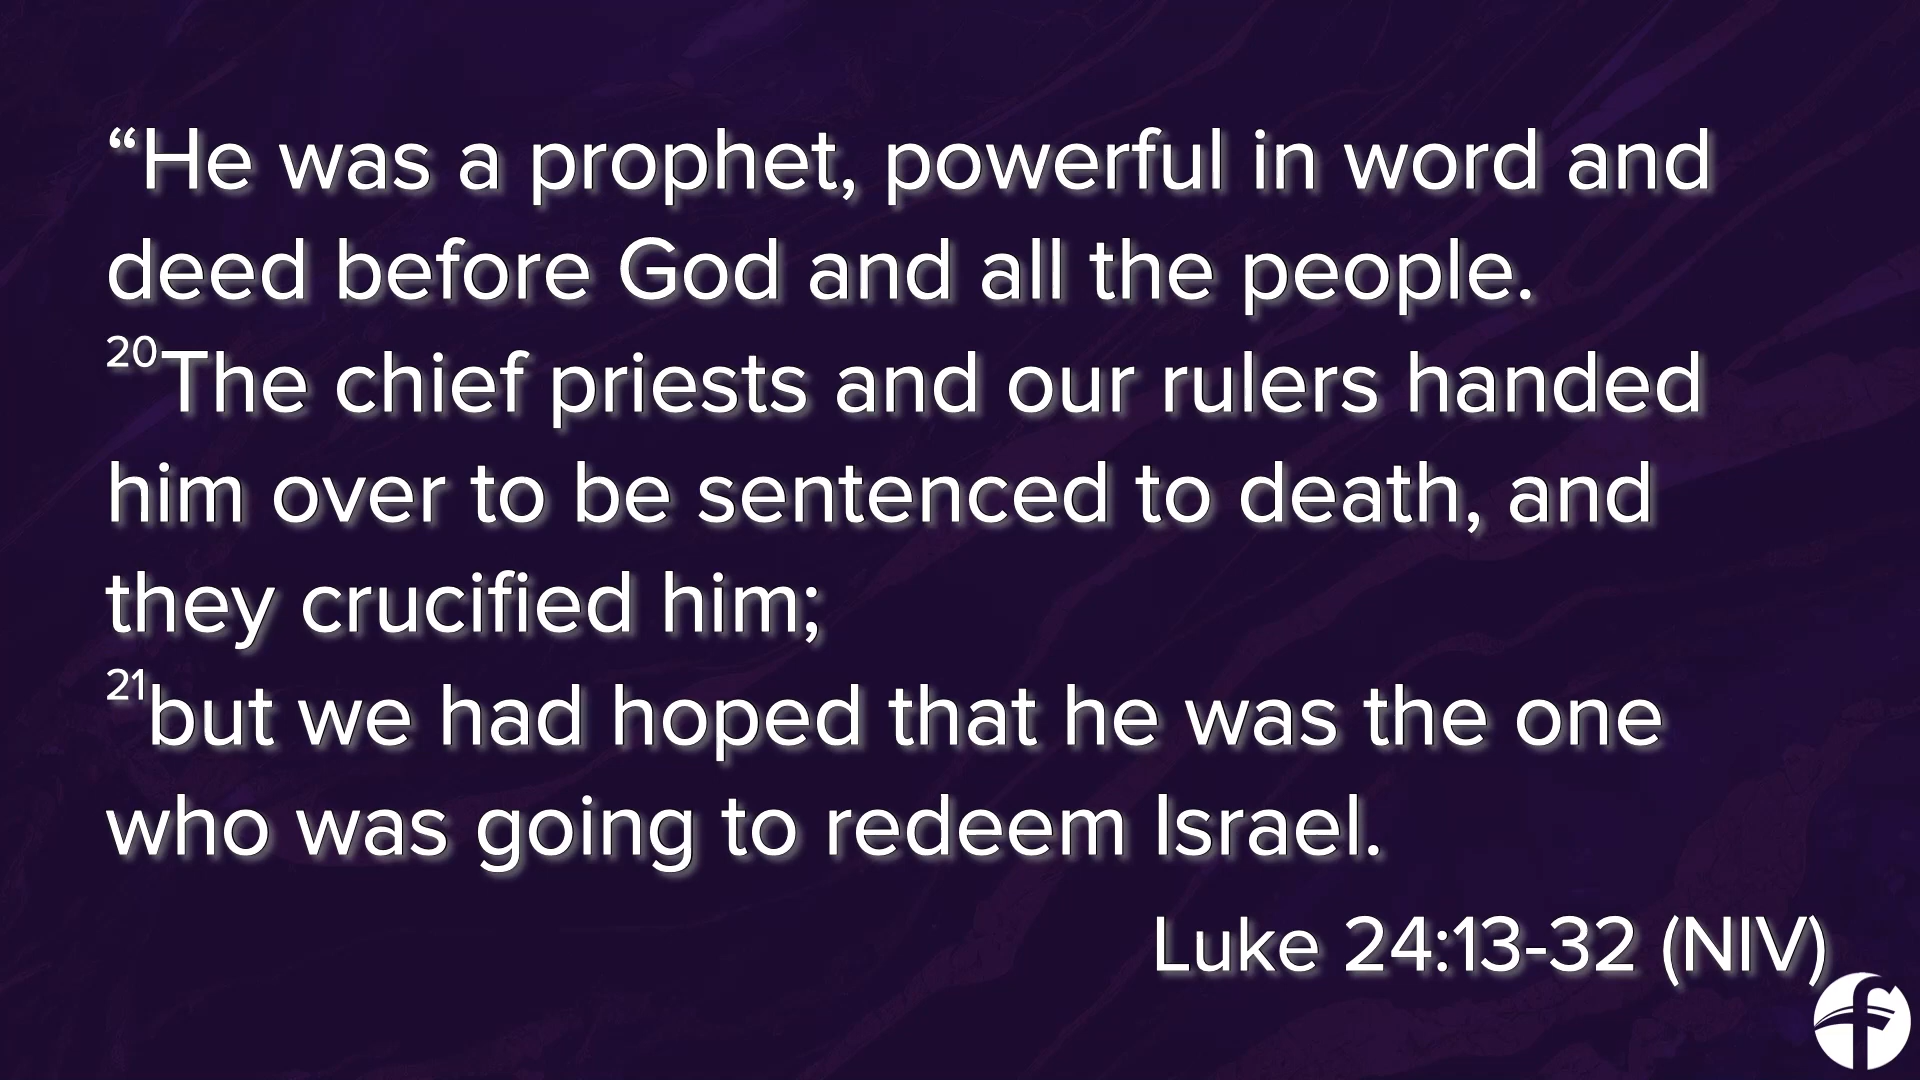 “He was a prophet, powerful in word and
deed before God and all the people.
²⁰The chief priests and our rulers handed
him over to be sentenced to death, and
they crucified him;
²¹but we had hoped that he was the one
who was going to redeem Israel.
Luke 24:13-32 (NIV)
f